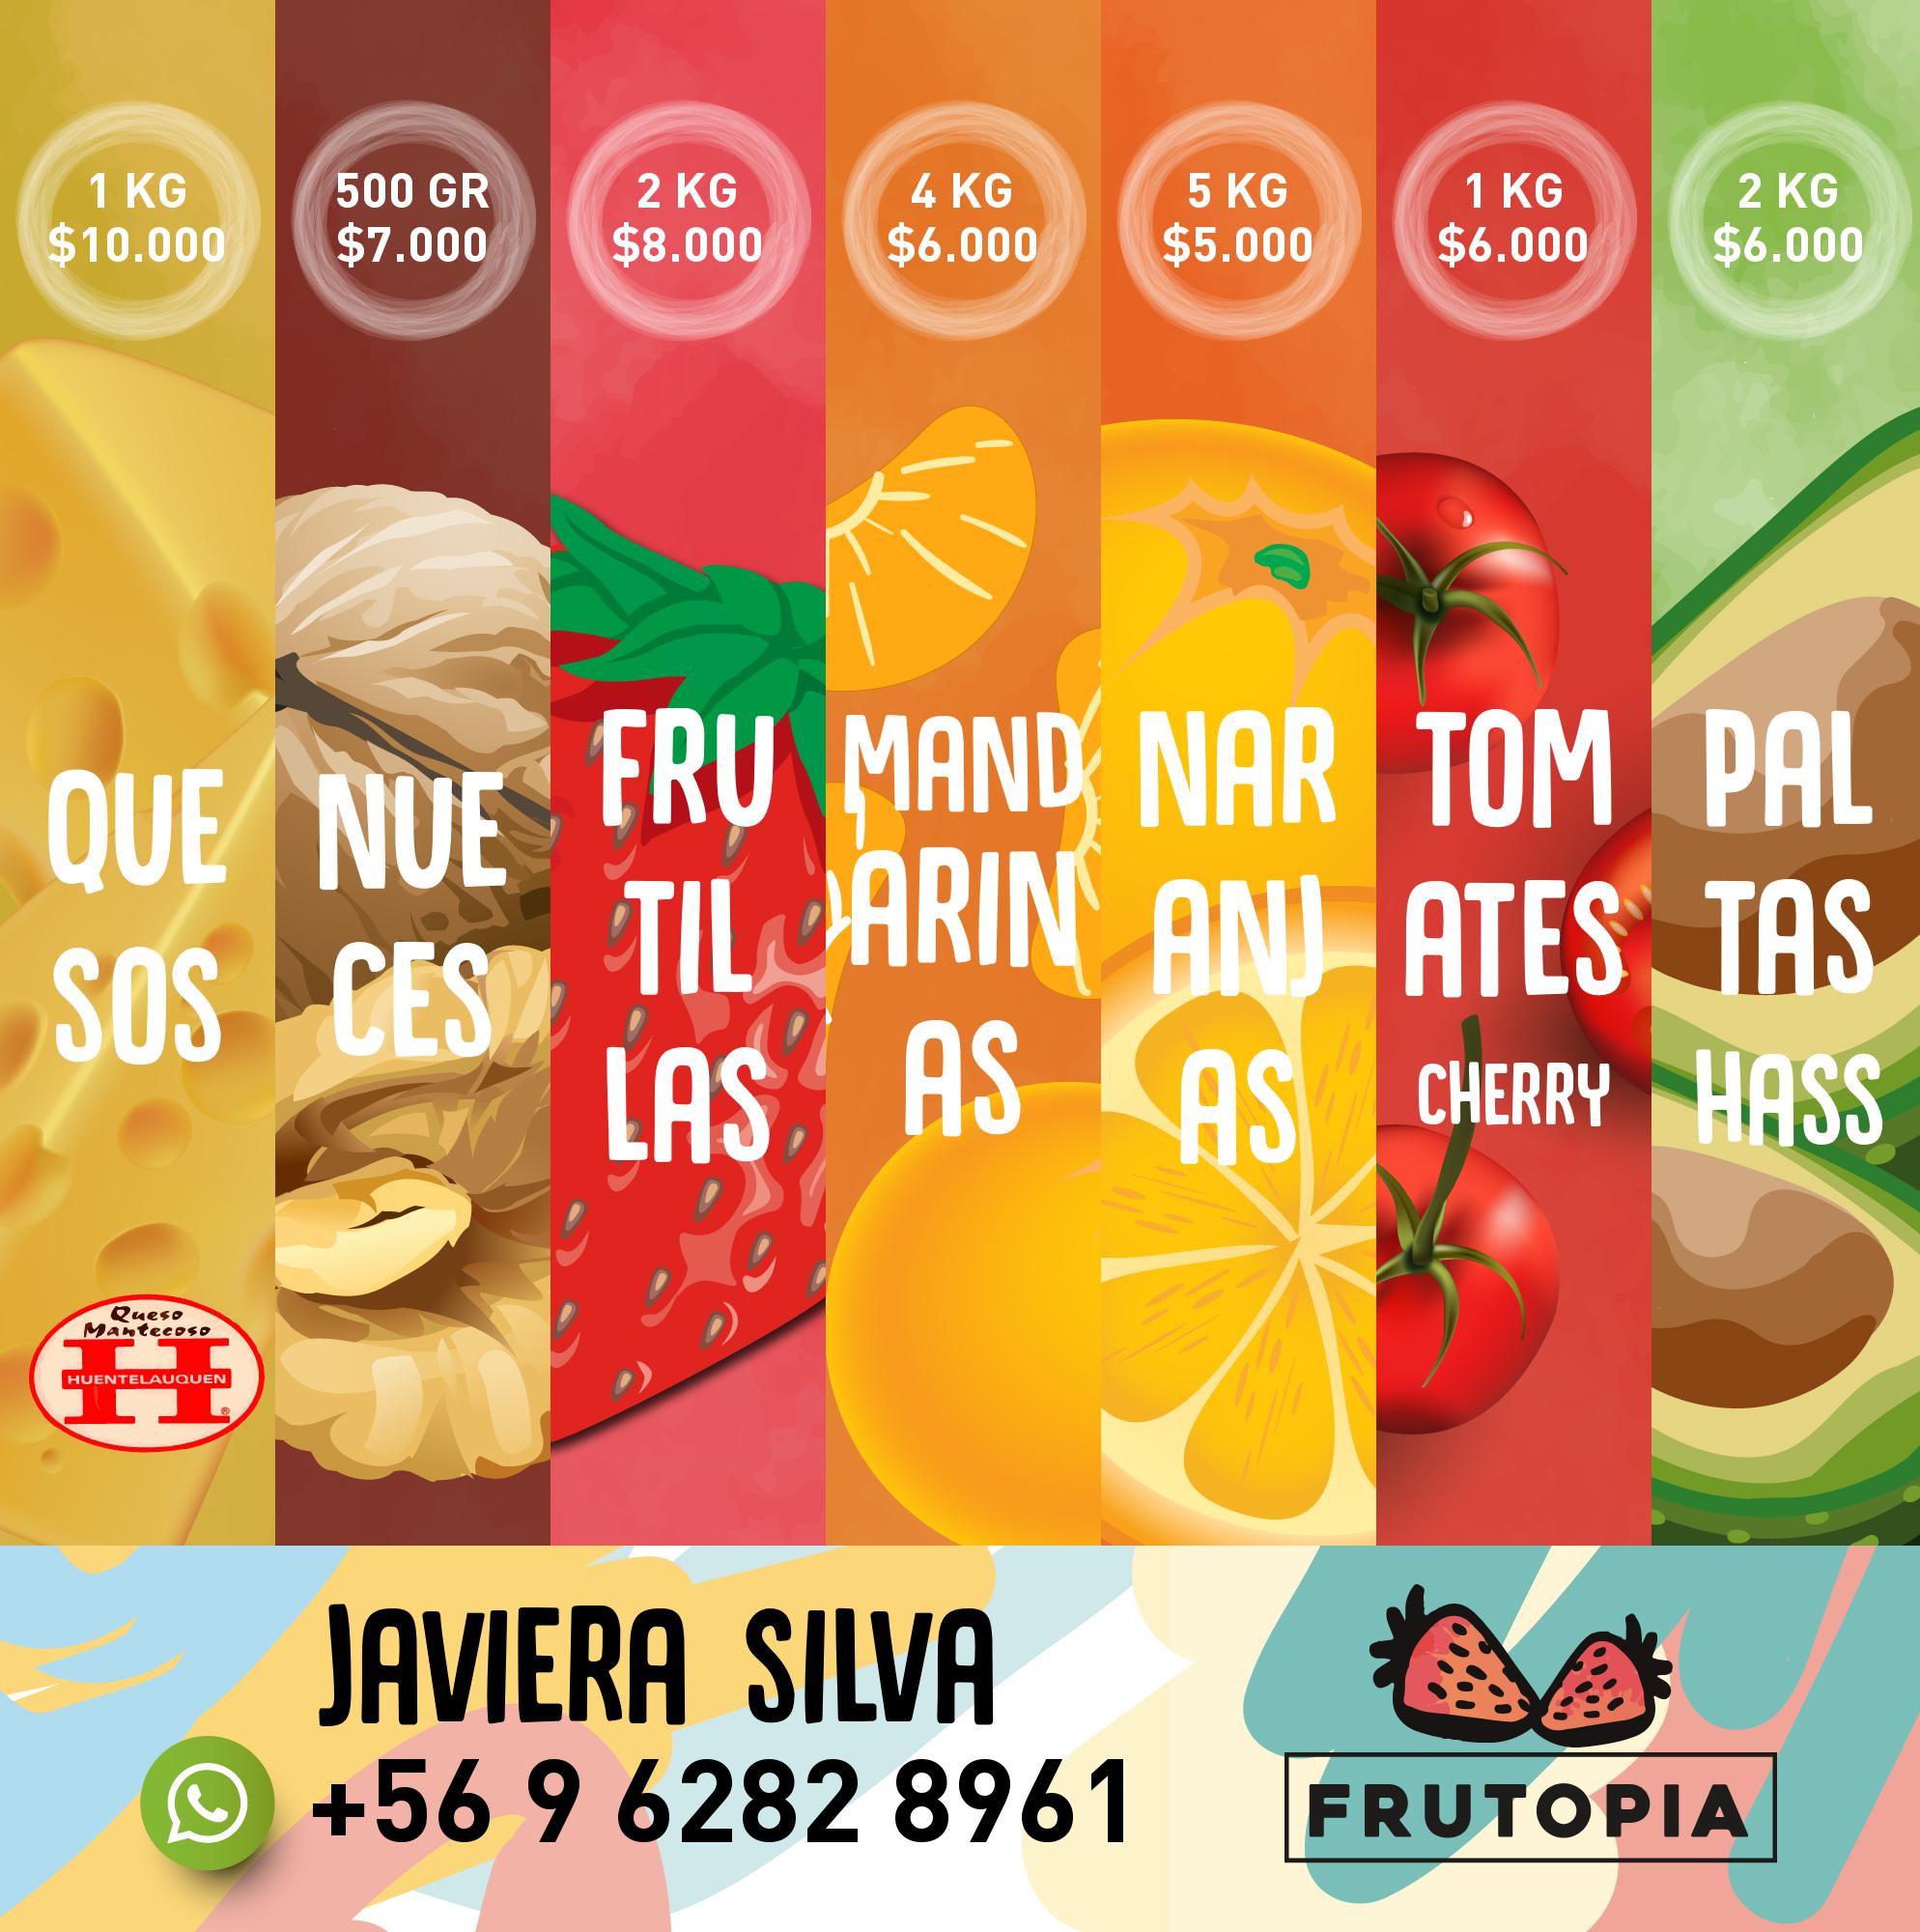 1 KG
$10.000
QUE
SOS
Queso
Mantecoso
H
HUENTELAUQUEN
®
500 GR
$7.000
NUE
CES
2 KG
$8.000
FRU
TIL
LAS
4 KG
$6.000
MAND
ARIN
AS
5 KG
$5.000
NAR
ANJ
AS
1 KG
$6.000
TOM
ATES
CHERRY
2 KG
$6.000
PAL
TAS
HASS
JAVIERA SILVA
+56 9 6282 8961
FRUTOPIA